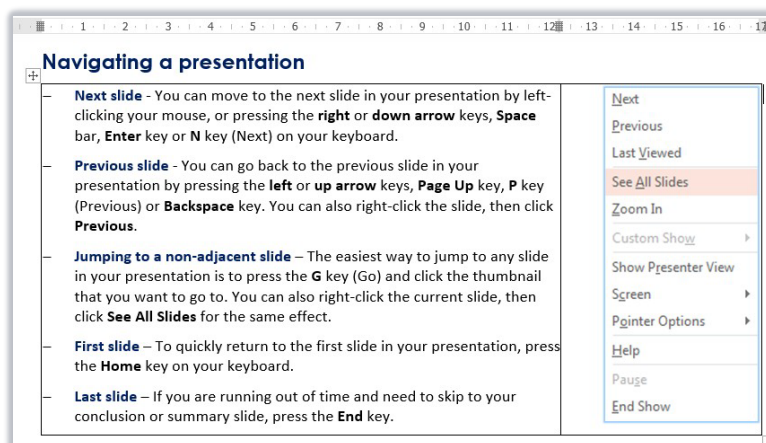 1 2 3 4 5 6 7 8 9 10 11 12 13 14 15 16 17
Navigating a presentation
– Next slide - You can move to the next slide in your presentation by left-
clicking your mouse, or pressing the right or down arrow keys, Space
bar, Enter key or N key (Next) on your keyboard.
– Previous slide - You can go back to the previous slide in your
presentation by pressing the left or up arrow keys, Page Up key, P key
(Previous) or Backspace key. You can also right-click the slide, then click
Previous.
– Jumping to a non-adjacent slide – The easiest way to jump to any slide
in your presentation is to press the G key (Go) and click the thumbnail
that you want to go to. You can also right-click the current slide, then
click See All Slides for the same effect.
– First slide – To quickly return to the first slide in your presentation, press
the Home key on your keyboard.
– Last slide – If you are running out of time and need to skip to your
conclusion or summary slide, press the End key.
Next
Previous
Last Viewed
See All Slides
Zoom In
Custom Show
Show Presenter View
Screen
Pointer Options
Help
Pause
End Show